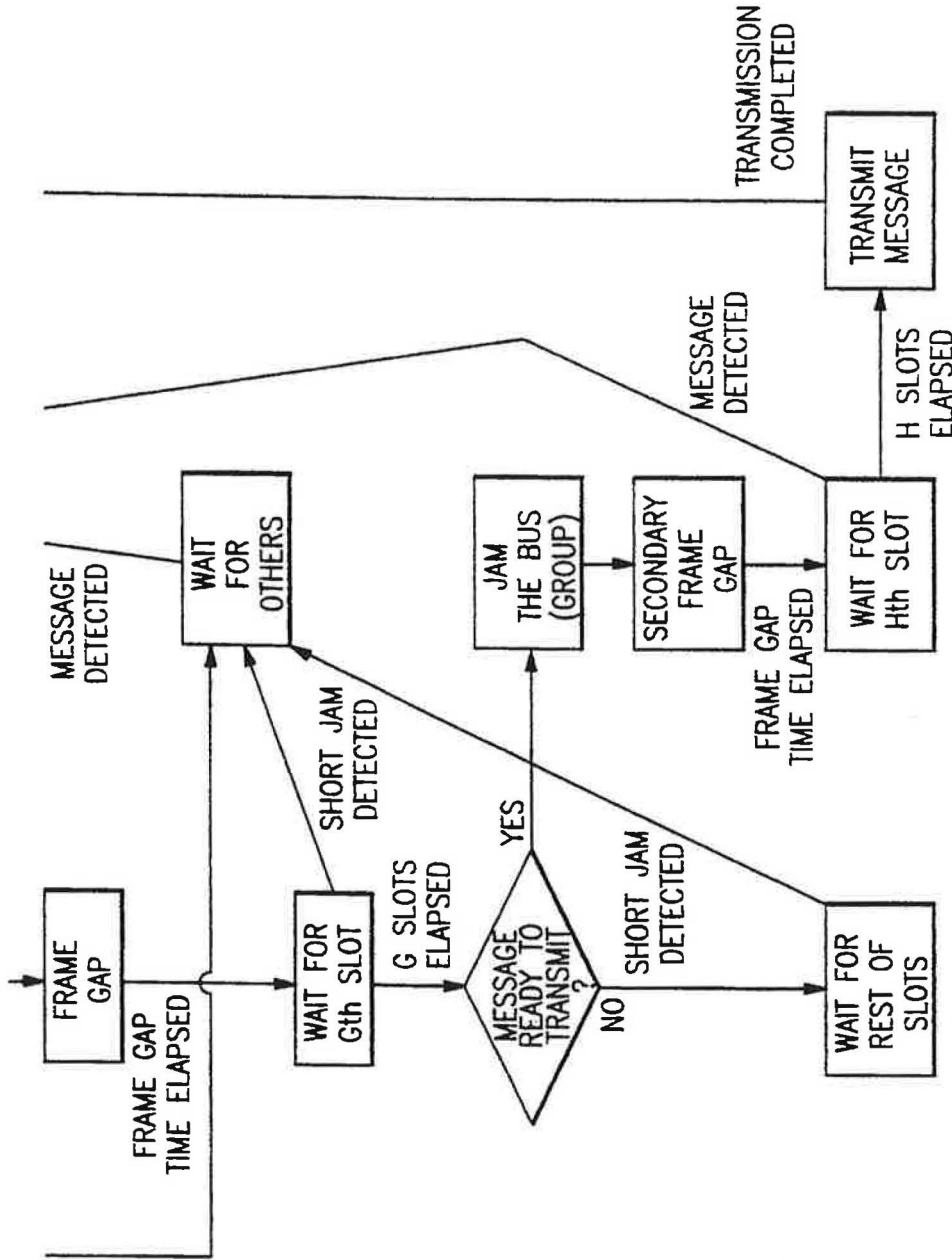 FRAME
GAP
FRAME GAP
TIME ELAPSED
MESSAGE
DETECTED
WAIT
FOR
OTHERS
WAIT FOR
Gth SLOT
SHORT JAM
DETECTED
G SLOTS
ELAPSED
MESSAGE
READY TO
TRANSMIT
?
YES
NO
JAM
THE BUS
(GROUP)
SECONDARY
FRAME
GAP
SHORT JAM
DETECTED
FRAME GAP
TIME ELAPSED
MESSAGE
DETECTED
WAIT FOR
REST OF
SLOTS
WAIT FOR
Hth SLOT
H SLOTS
ELAPSED
TRANSMIT
MESSAGE
TRANSMISSION
COMPLETED